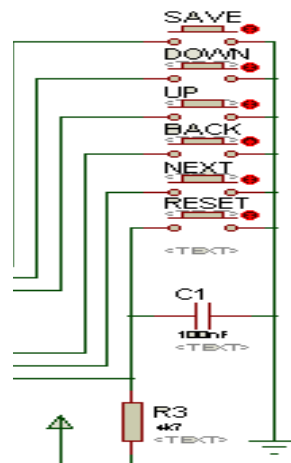 SAVE
DOWN
UP
BACK
NEXT
RESET
<TEXT>
C1
100nF
<TEXT>
R3
4k7
<TEXT>